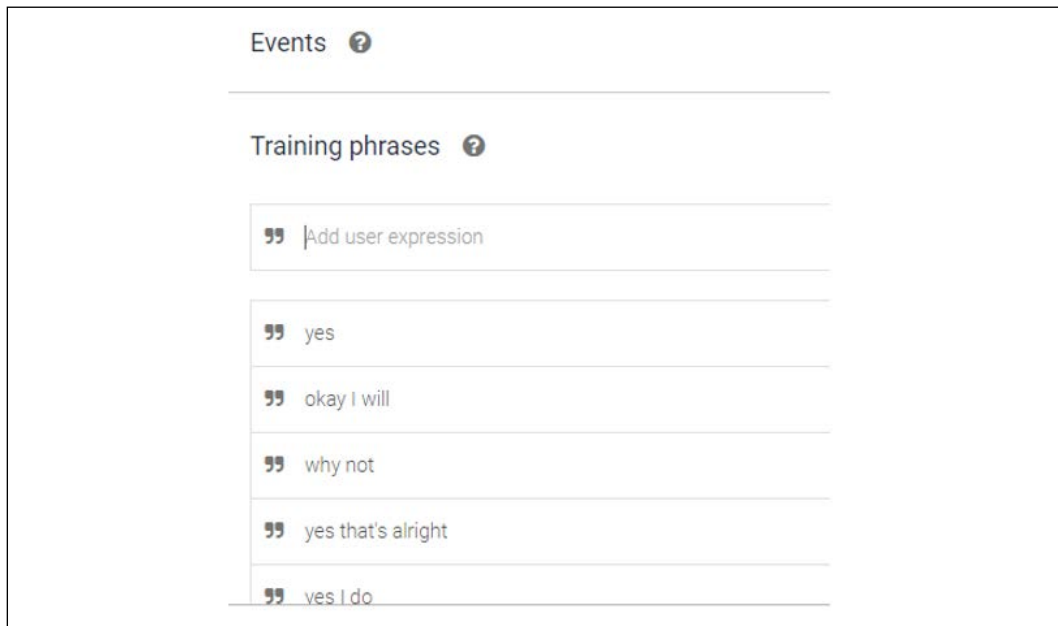 Events
Training phrases
Add user expression
yes
okay I will
why not
yes that's alright
yes I do